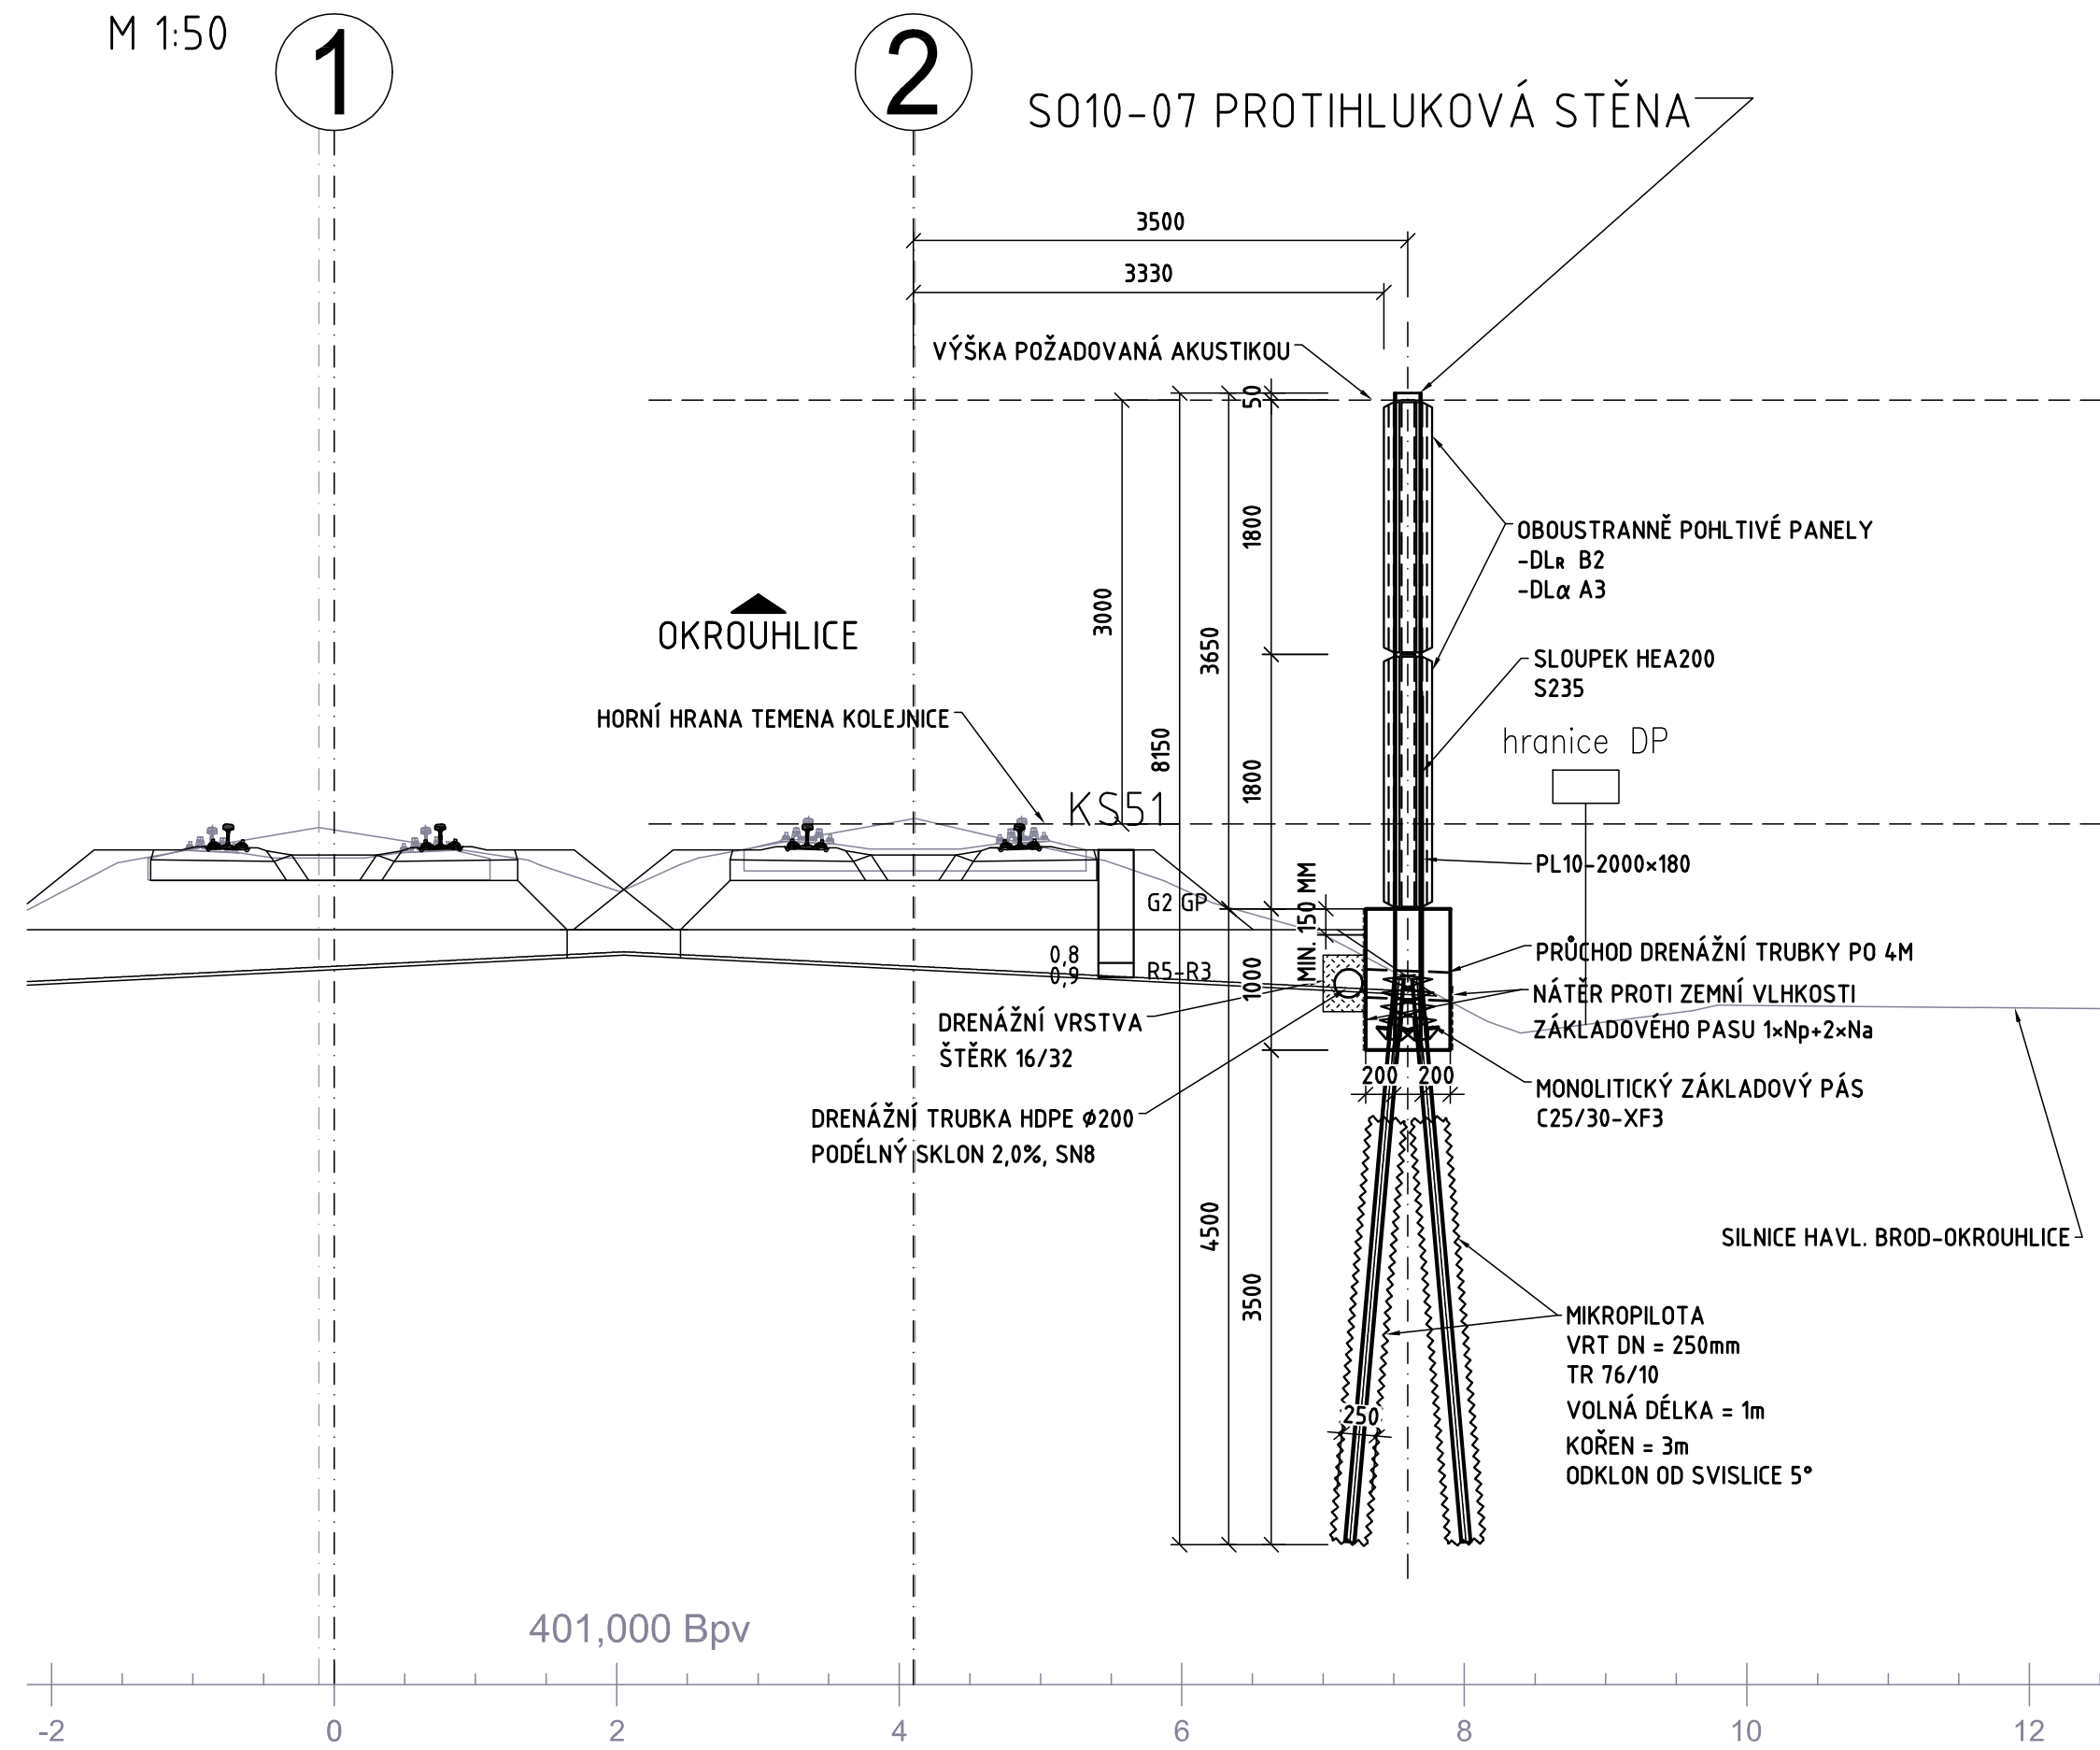 M 1:50
1
2
SO10-07 PROTIHLUKOVÁ STĚNA
3500
3330
VÝŠKA POŽADOVANÁ AKUSTIKOU
50
1800
3000
3650
8150
1800
OBOUSTRANNĚ POHLTIVÉ PANELY
-DLR B2
-DLα A3
OKROUHLICE
SLOUPEK HEA200
S235
HORNÍ HRANA TEMENA KOLEJNICE
hranice DP
KS51
PL10-2000×180
G2 GP
MIN. 150 MM
0,8
0,9
R5-R3
1000
PRŮCHOD DRENÁŽNÍ TRUBKY PO 4M
NÁTĚR PROTI ZEMNÍ VLHKOSTI
ZÁKLADOVÉHO PASU 1×Np+2×Na
DRENÁŽNÍ VRSTVA
ŠTĚRK 16/32
200
200
MONOLITICKÝ ZÁKLADOVÝ PÁS
C25/30-XF3
DRENÁŽNÍ TRUBKA HDPE Ø200
PODÉLNÝ SKLON 2,0%, SN8
4500
3500
SILNICE HAVL. BROD-OKROUHLICE
MIKROPILOTA
VRT DN = 250mm
TR 76/10
VOLNÁ DÉLKA = 1m
KOŘEN = 3m
ODKLON OD SVISLICE 5°
250
401,000 Bpv
-2
0
2
4
6
8
10
12